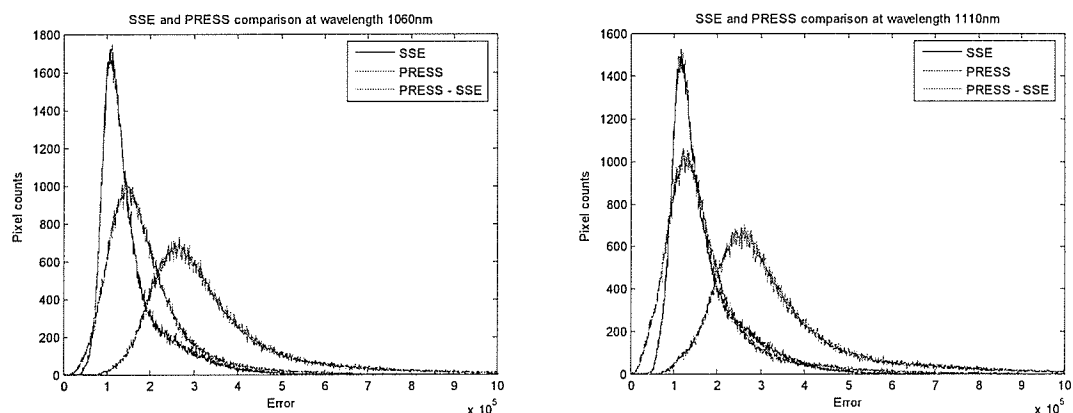 SSE and PRESS comparison at wavelength 1060nm
1800
1600
1400
1200
1000
800
600
400
200
0
Pixel counts
SSE
PRESS
PRESS - SSE
0 1 2 3 4 5 6 7 8 9 10
Error
x 10^5
SSE and PRESS comparison at wavelength 1110nm
1600
1400
1200
1000
800
600
400
200
0
Pixel counts
SSE
PRESS
PRESS - SSE
0 1 2 3 4 5 6 7 8 9 10
Error
x 10^5